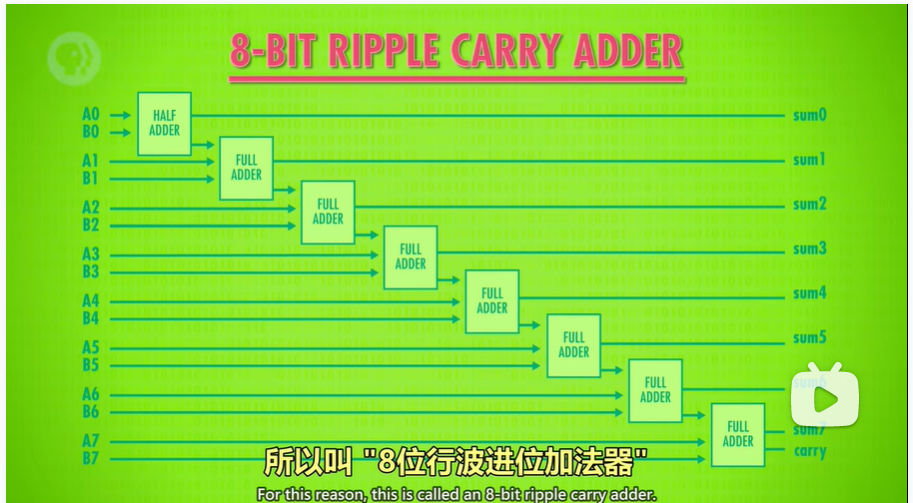 8-BIT RIPPLE CARRY ADDER
A0
B0
HALF
ADDER
sum0
A1
B1
FULL
ADDER
sum1
A2
B2
FULL
ADDER
sum2
A3
B3
FULL
ADDER
sum3
A4
B4
FULL
ADDER
sum4
A5
B5
FULL
ADDER
sum5
A6
B6
FULL
ADDER
sum6
A7
B7
FULL
ADDER
sum7
carry
所以叫 "8位行波进位加法器"
For this reason, this is called an 8-bit ripple carry adder.